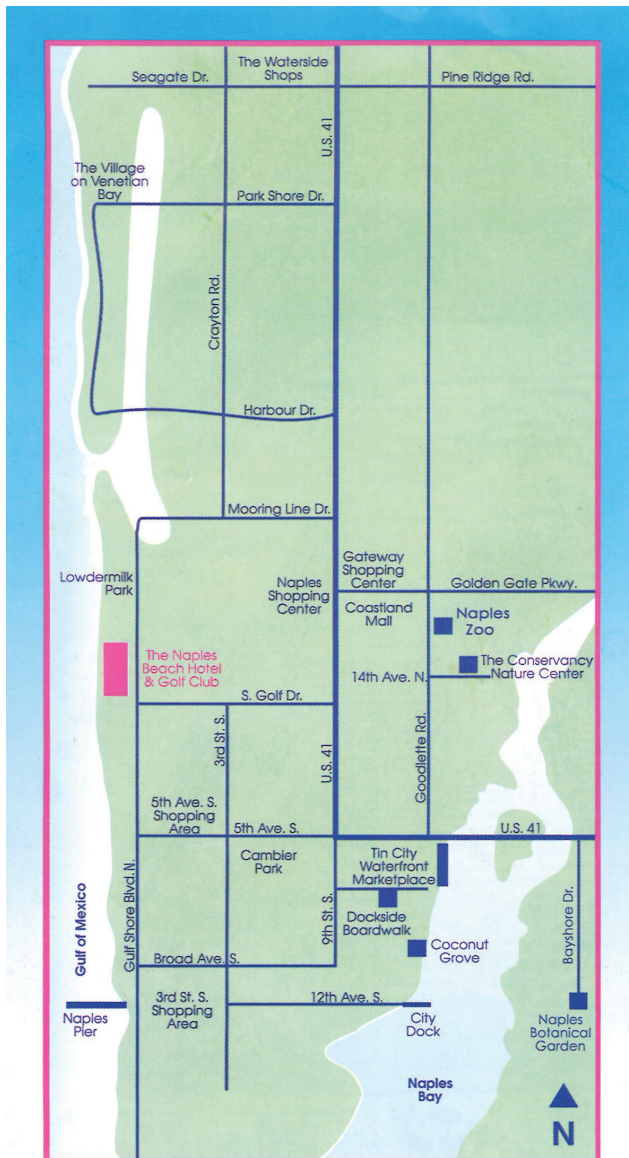 The Waterside
Shops
Seagate Dr.
Pine Ridge Rd.
U.S. 41
The Village
on Venetian
Bay
Park Shore Dr.
Crayton Rd.
Harbour Dr.
Mooring Line Dr.
Lowdermilk
Park
Naples
Shopping
Center
Gateway
Shopping
Center
Golden Gate Pkwy.
Coastland
Mall
Naples
Zoo
The Naples
Beach Hotel
& Golf Club
The Conservancy
Nature Center
14th Ave. N.
S. Golf Dr.
3rd St. S.
U.S. 41
Goodlette Rd.
5th Ave. S.
Shopping
Area
5th Ave. S.
U.S. 41
Cambier
Park
Tin City
Waterfront
Marketplace
Gulf of Mexico
Gulf Shore Blvd. N.
9th St. S.
Dockside
Boardwalk
Bayshore Dr.
Coconut
Grove
Broad Ave. S.
Naples
Pier
3rd St. S.
Shopping
Area
12th Ave. S.
City
Dock
Naples
Botanical
Garden
Naples
Bay
N